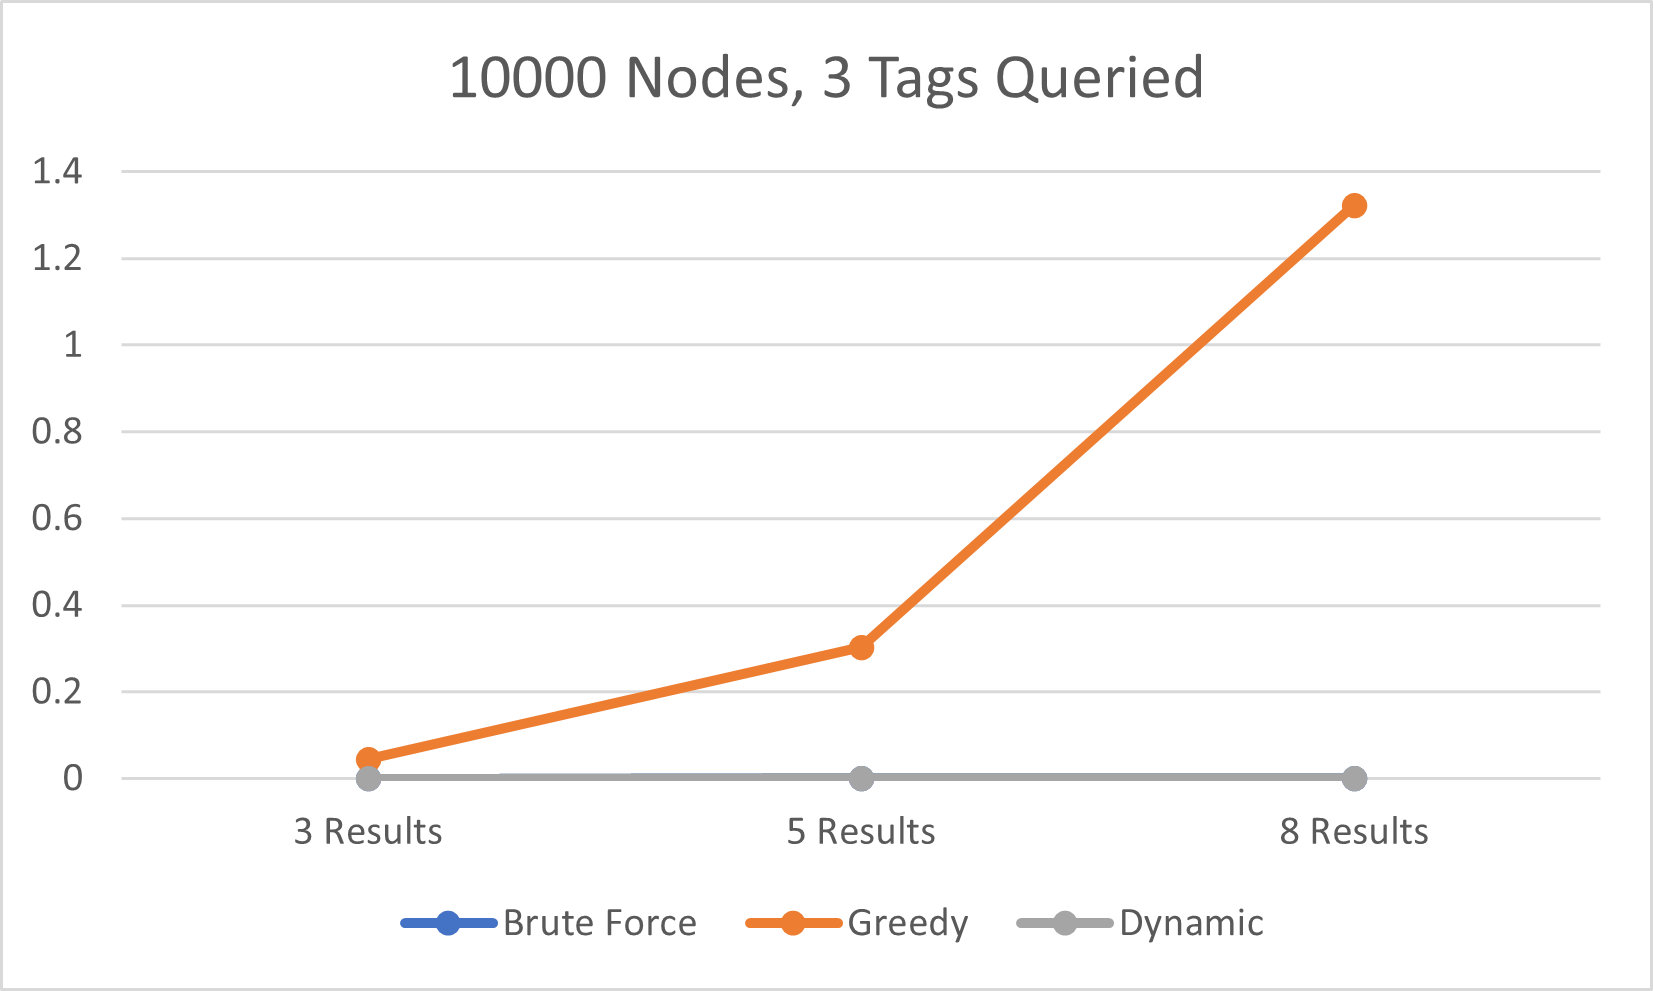 10000 Nodes, 3 Tags Queried
1.4
1.2
1
0.8
0.6
0.4
0.2
0
3 Results 5 Results 8 Results
Brute Force Greedy Dynamic